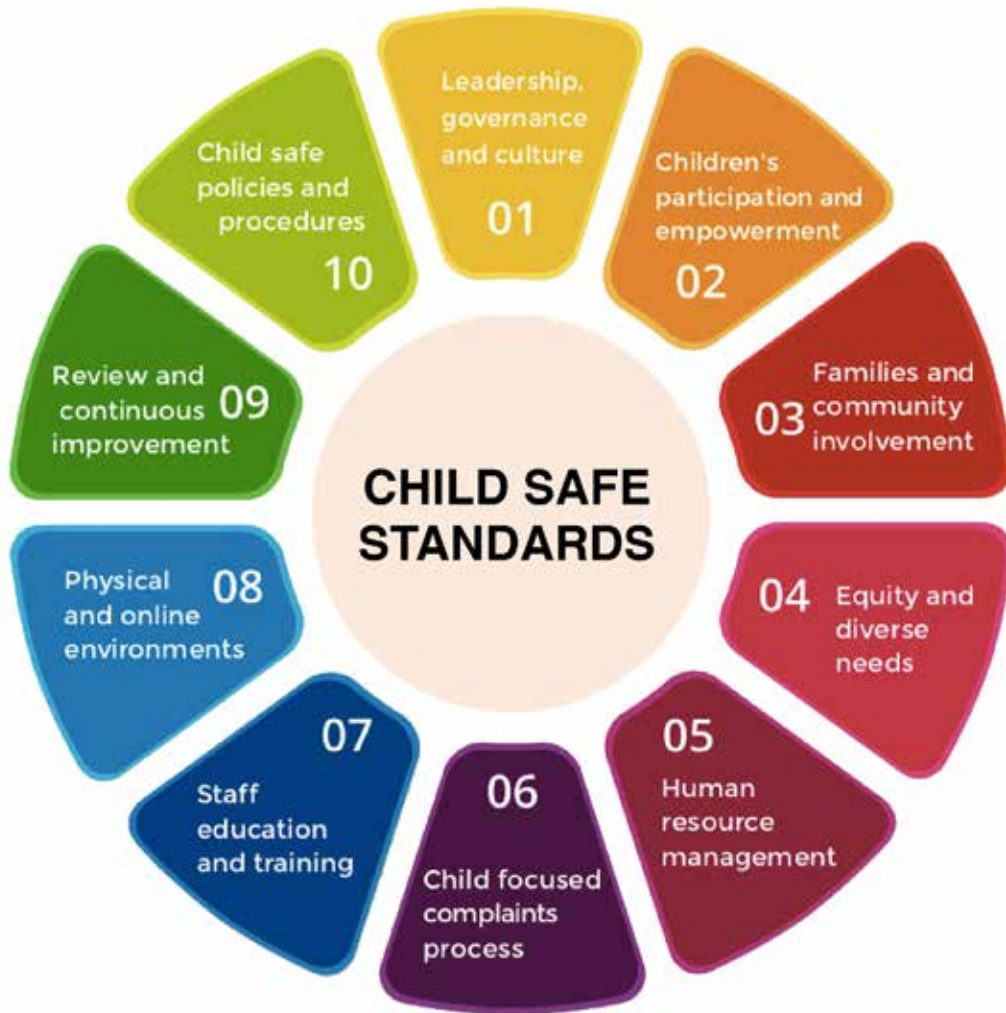 CHILD SAFE
STANDARDS
Leadership,
governance
and culture
01
Children's
participation and
empowerment
02
Families and
03 community
involvement
04 Equity and
diverse
needs
05
Human
resource
management
06
Child focused
complaints
process
07
Staff
education
and training
Physical 08
and online
environments
Review and
continuous 09
improvement
Child safe
policies and
procedures
10